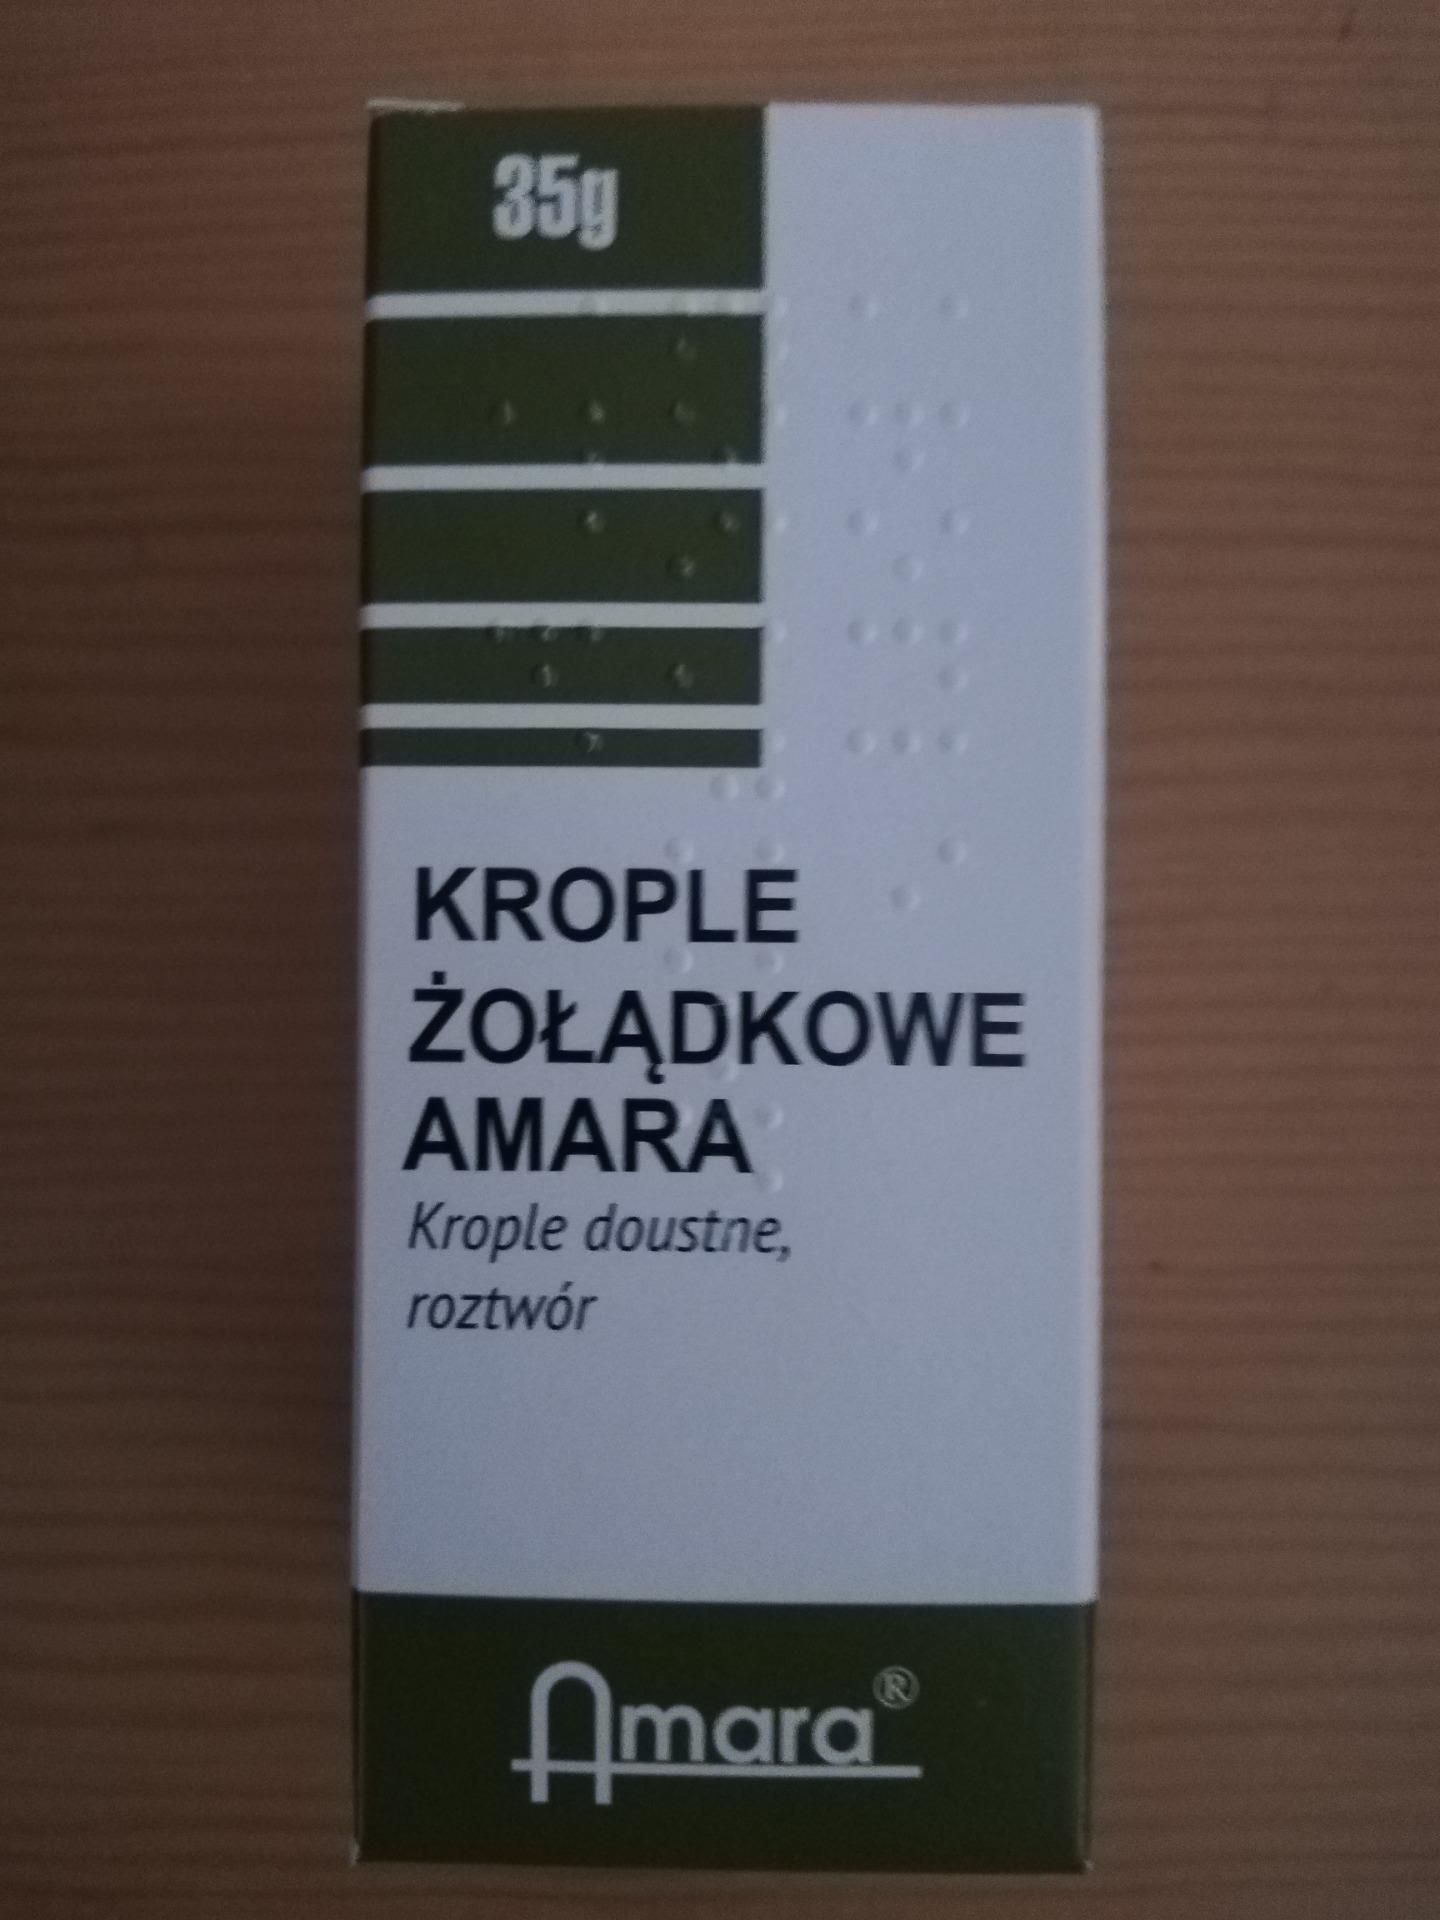 35g
KROPLE
ŻOŁĄDKOWE
AMARA
Krople doustne,
roztwór
Amara®